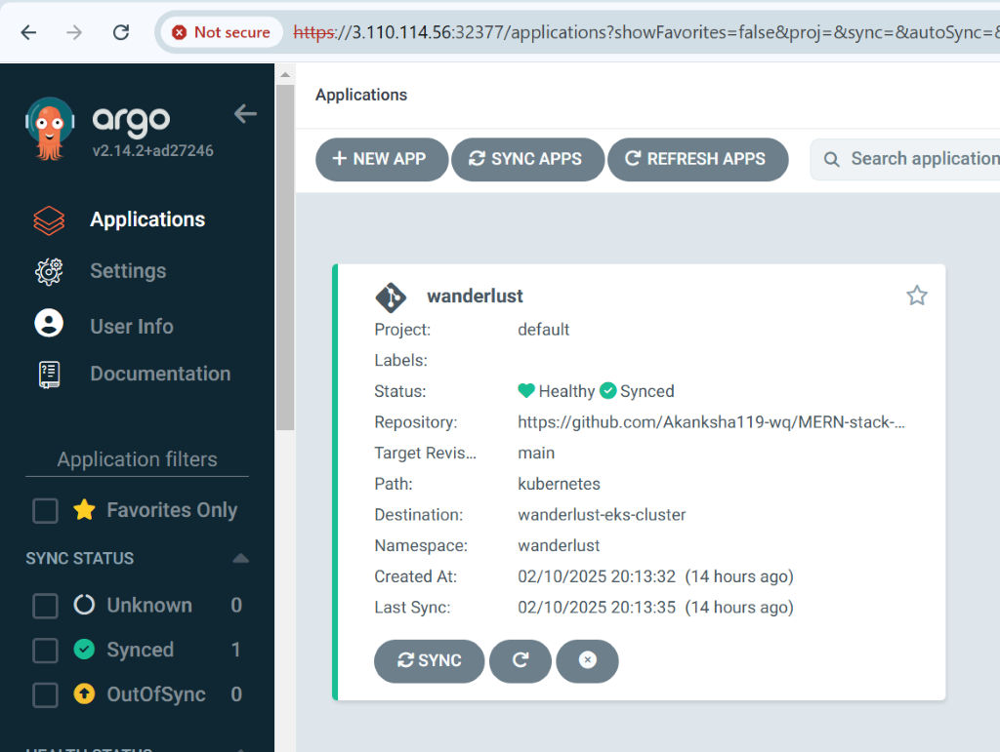 Not secure https://3.110.114.56:32377/applications?showFavorites=false&proj=&sync=&autoSync=&
argo
v2.14.2+ad27246
Applications
Settings
User Info
Documentation
Application filters
Favorites Only
SYNC STATUS
Unknown 0
Synced 1
OutOfSync 0
HEALTH STATUS
Applications
+ NEW APP SYNC APPS REFRESH APPS Search application
wanderlust
Project: default
Labels:
Status: Healthy Synced
Repository: https://github.com/Akanksha119-wq/MERN-stack-...
Target Revis... main
Path: kubernetes
Destination: wanderlust-eks-cluster
Namespace: wanderlust
Created At: 02/10/2025 20:13:32 (14 hours ago)
Last Sync: 02/10/2025 20:13:35 (14 hours ago)
SYNC